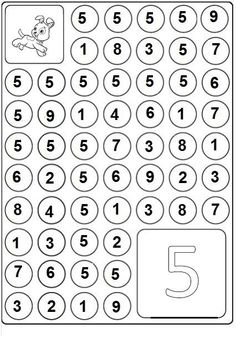 5 5 5 5 9
1 8 3 5 7
5 5 5 5 5 5 6
5 9 1 4 6 1 7
5 5 5 7 3 8 3
6 2 5 6 9 6 2
8 4 5 1 3 8 7
1 3 5 2
5
7 6 5 5
3 2 1 9